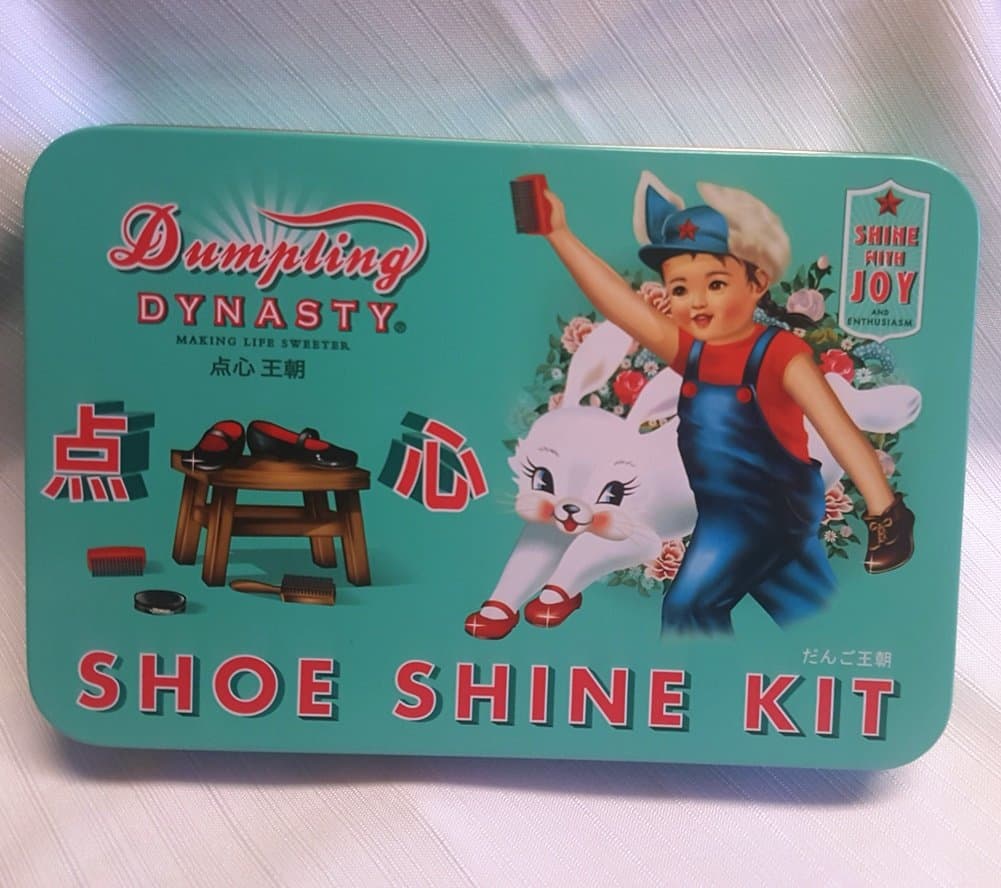 Dumpling
DYNASTY®
MAKING LIFE SWEETER
点心 王朝
SHINE
WITH
JOY
AND
ENTHUSIASM
点 心
だんご王朝
SHOE SHINE KIT